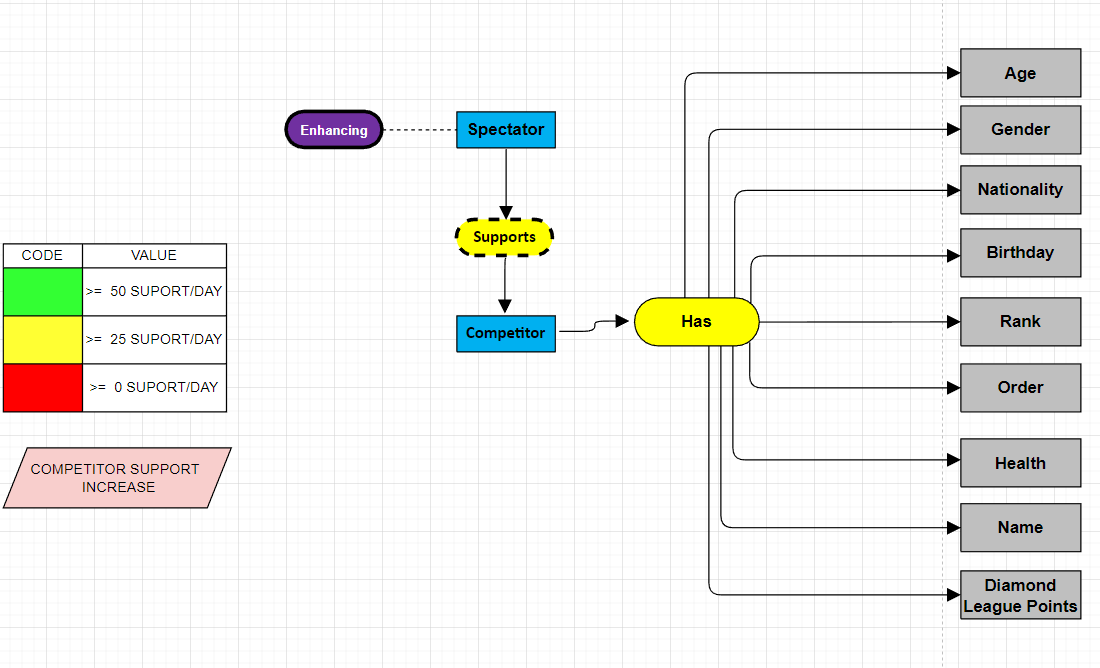 Enhancing
Spectator
Supports
Competitor
Has
Age
Gender
Nationality
Birthday
Rank
Order
Health
Name
Diamond
League Points
CODE VALUE
>= 50 SUPORT/DAY
>= 25 SUPORT/DAY
>= 0 SUPORT/DAY
COMPETITOR SUPPORT
INCREASE